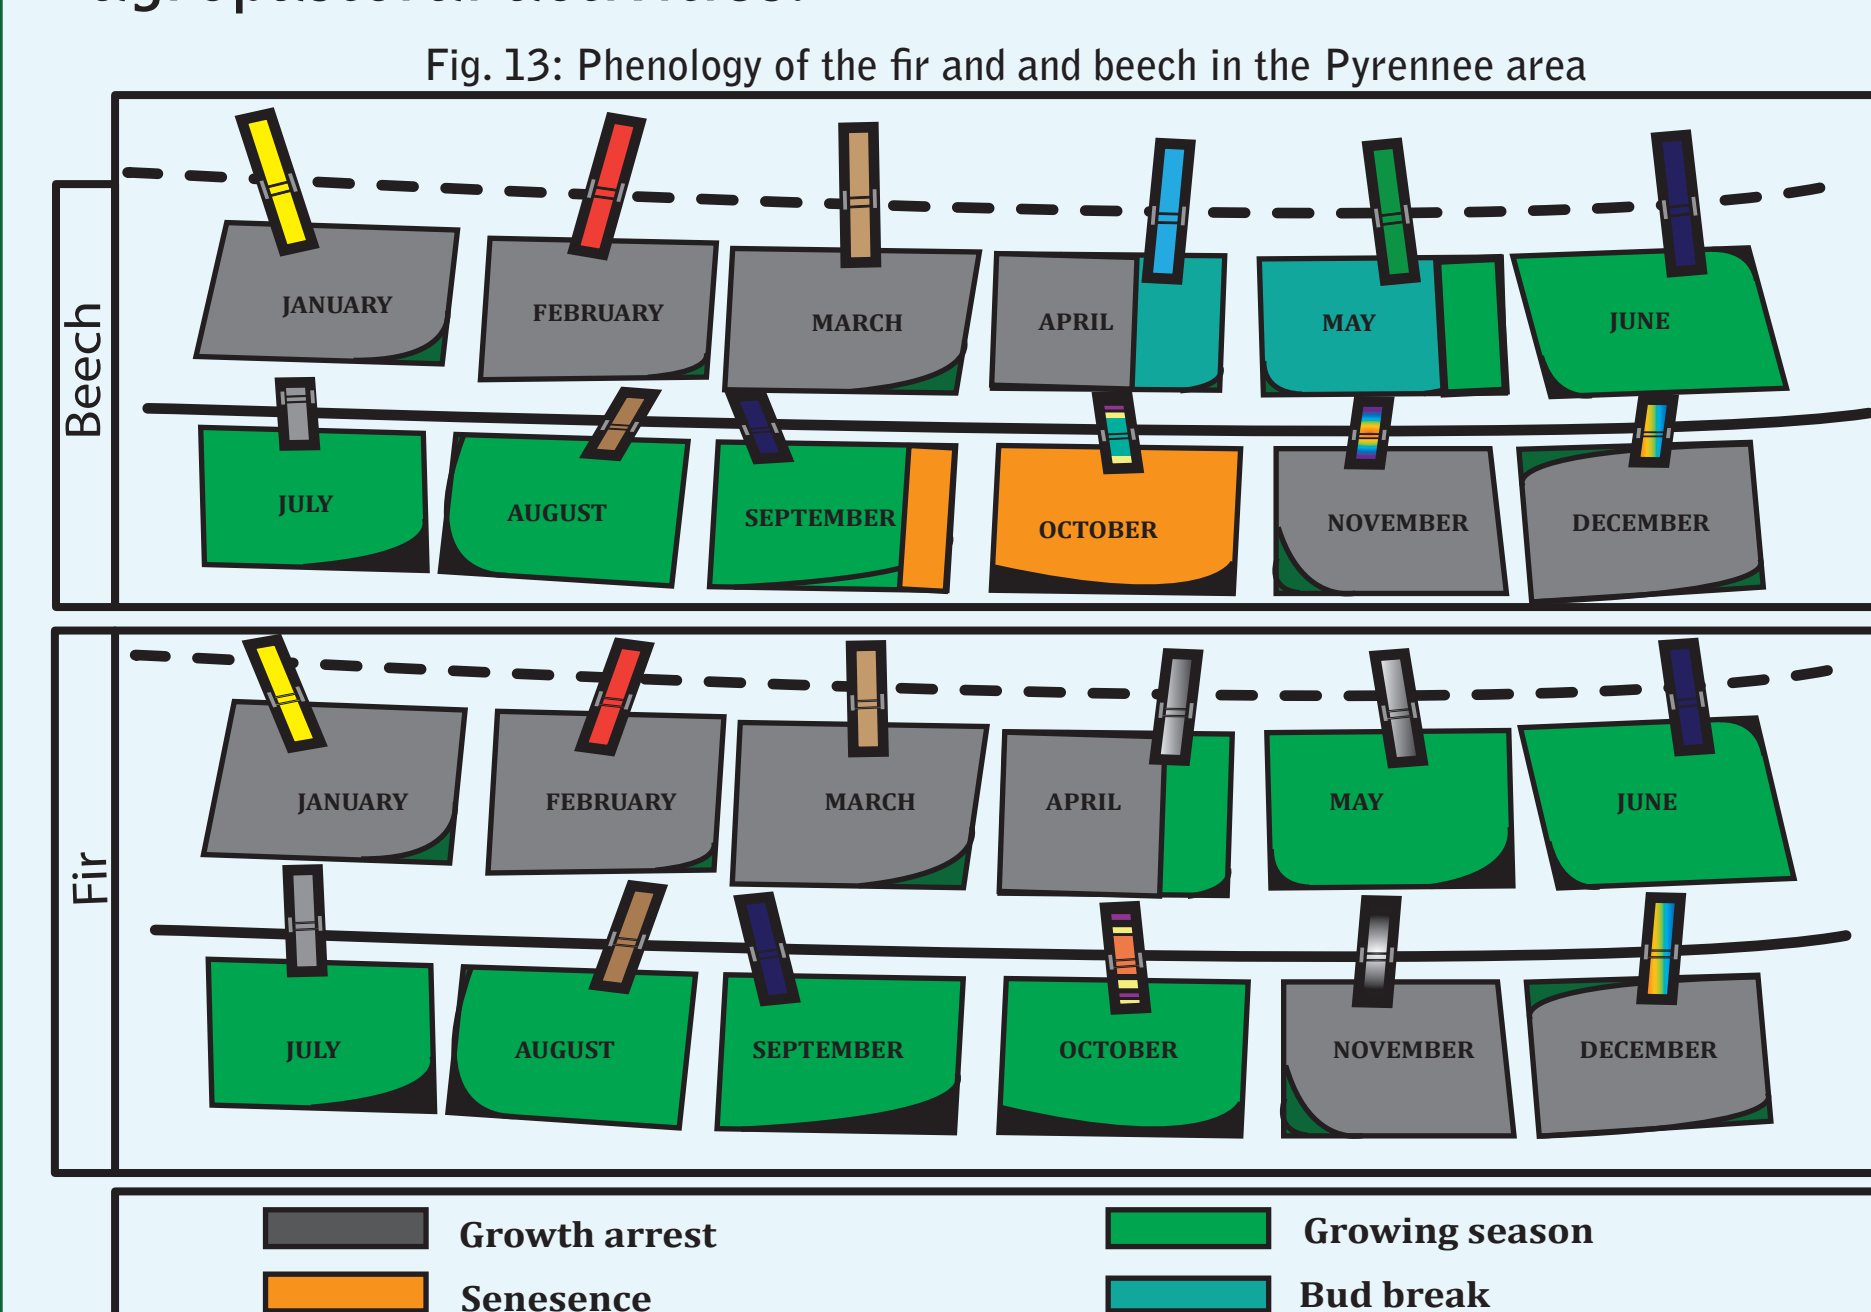 Fig. 13: Phenology of the fir and and beech in the Pyrennee area
Beech
JANUARY
FEBRUARY
MARCH
APRIL
MAY
JUNE
JULY
AUGUST
SEPTEMBER
OCTOBER
NOVEMBER
DECEMBER
Fir
JANUARY
FEBRUARY
MARCH
APRIL
MAY
JUNE
JULY
AUGUST
SEPTEMBER
OCTOBER
NOVEMBER
DECEMBER
Growth arrest
Growing season
Senesence
Bud break